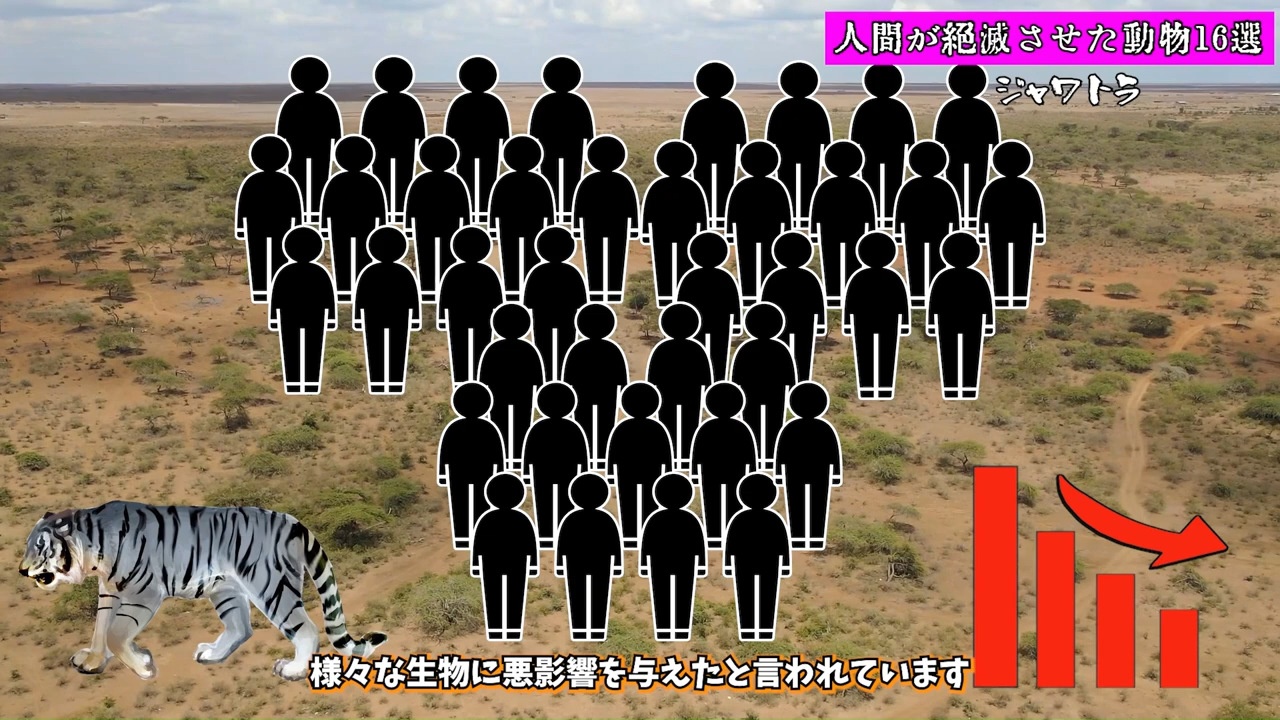 人間が絶滅させた動物16選
ジャワトラ
様々な生物に悪影響を与えたと言われています